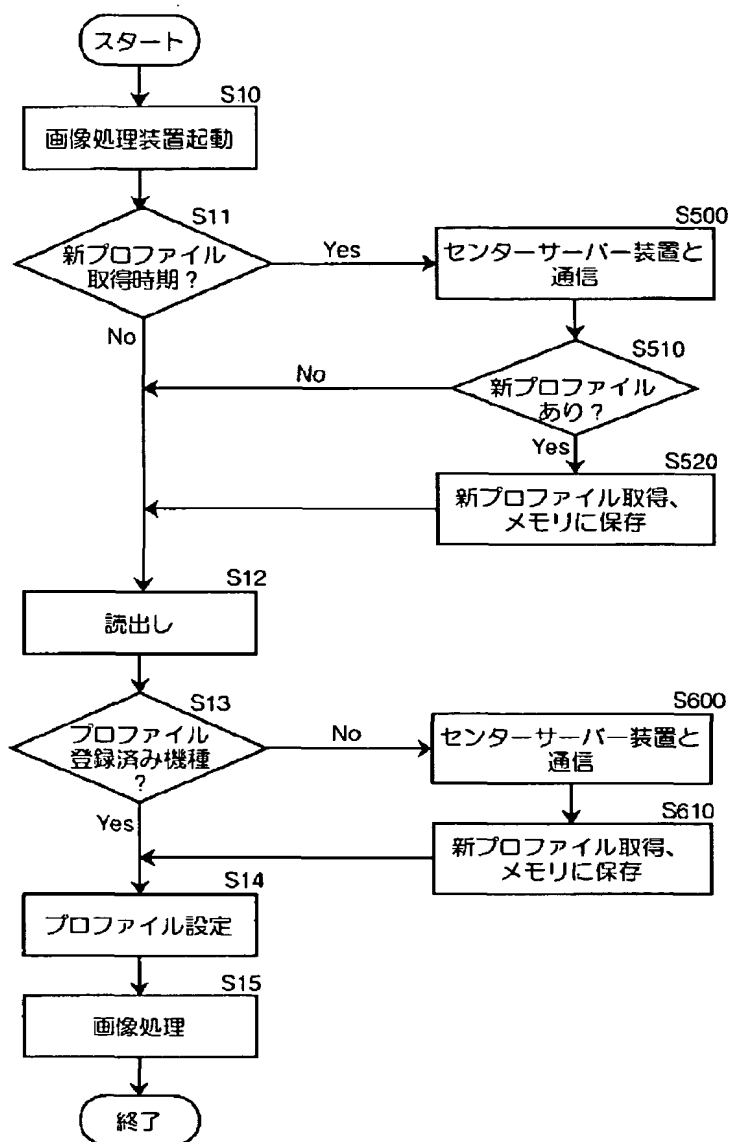 スタート
S10
画像処理装置起動
S11
新プロファイル
取得時期?
Yes
No
S500
センターサーバー装置と
通信
S510
新プロファイル
あり?
No
Yes
S520
新プロファイル取得、
メモリに保存
S12
読出し
S13
プロファイル
登録済み機種
?
No
Yes
S600
センターサーバー装置と
通信
S610
新プロファイル取得、
メモリに保存
S14
プロファイル設定
S15
画像処理
終了